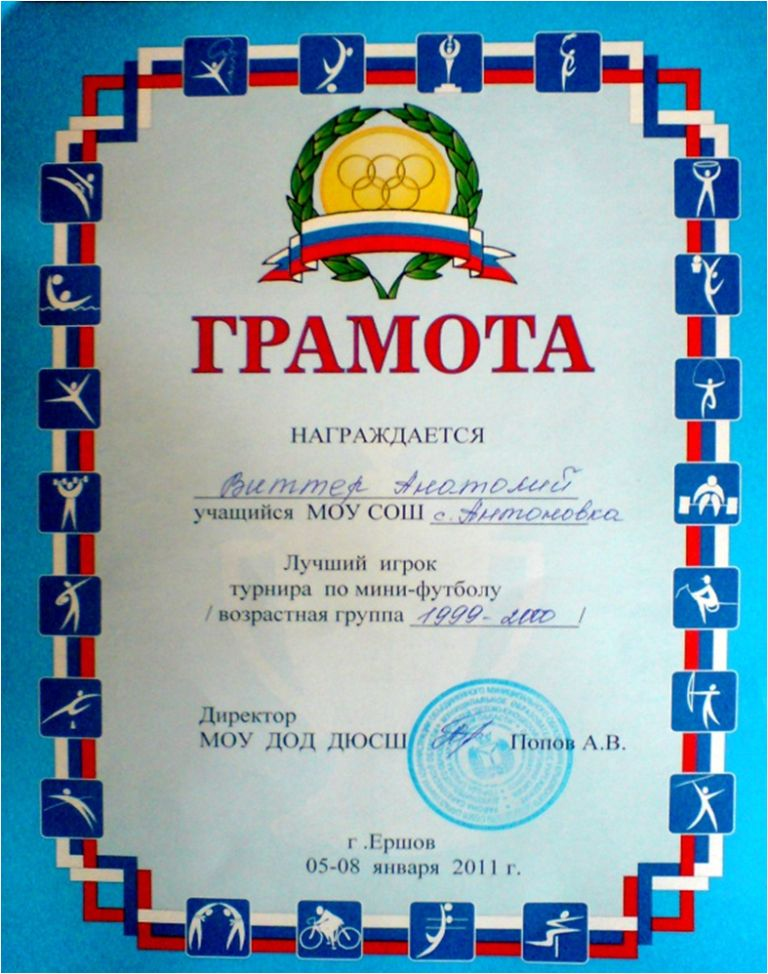 ГРАМОТА
НАГРАЖДАЕТСЯ
Виттер Анатолий
учащийся МОУ СОШ с. Антоновка
Лучший игрок
турнира по мини-футболу
/ возрастная группа 1999-2000 /
Директор
МОУ ДОД ДЮСШ Попов А.В.
г .Ершов
05-08 января 2011 г.